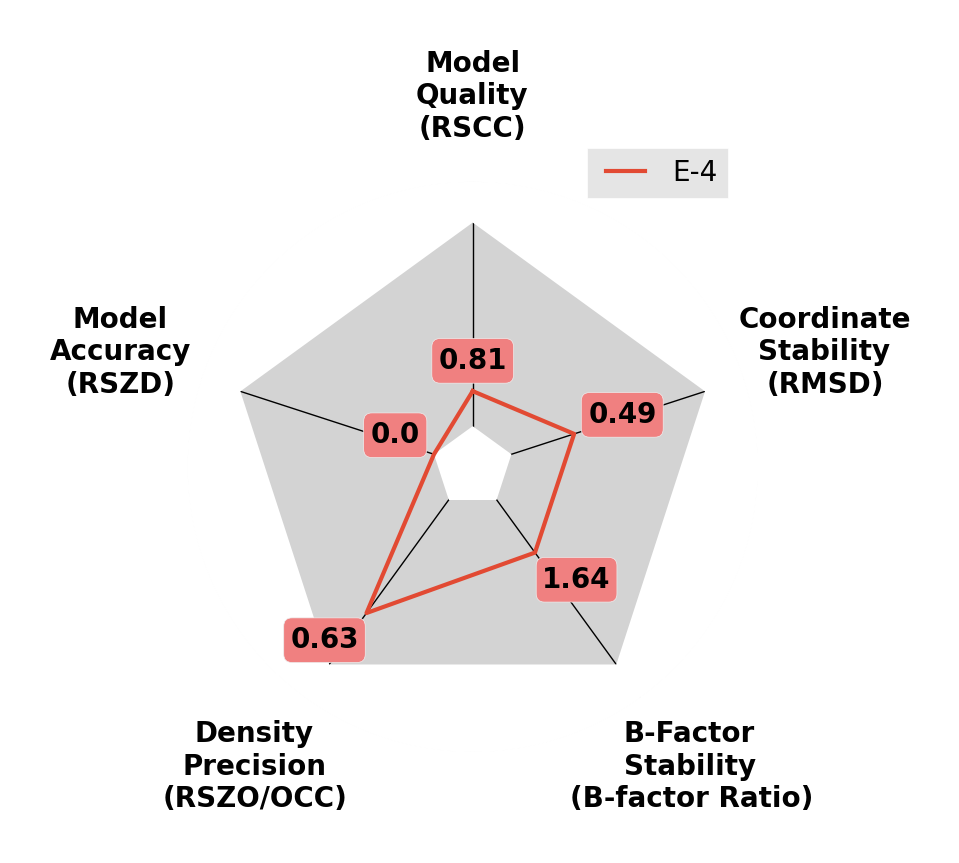 Model
Quality
(RSCC)
E-4
Model
Accuracy
(RSZD)
Coordinate
Stability
(RMSD)
0.81
0.49
0.0
1.64
0.63
Density
Precision
(RSZO/OCC)
B-Factor
Stability
(B-factor Ratio)